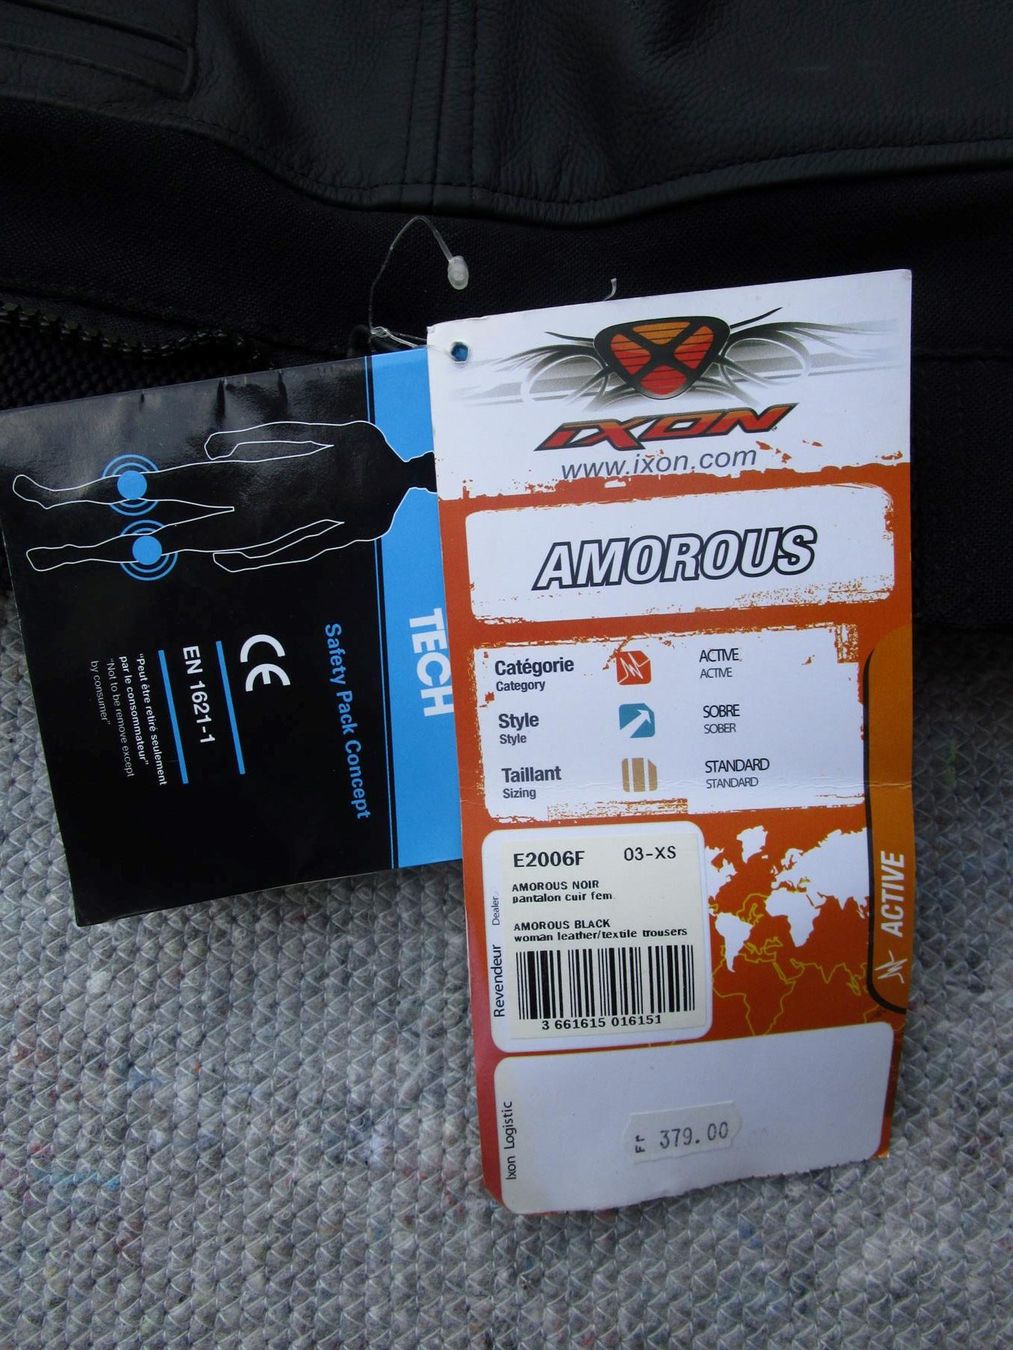 IXON
www.ixon.com
AMOROUS
Catégorie
Category
ACTIVE
ACTIVE
Style
Style
SOBRE
SOBER
Taillant
Sizing
STANDARD
STANDARD
Revendeur Dealer
E2006F 03-XS
AMOROUS NOIR
pantalon cuir fem
AMOROUS BLACK
woman leather/textile trousers
3 661615 016151
ACTIVE
Ixon Logistic
Fr 379.00
TECH
Safety Pack Concept
CE
EN 1621-1
"Peut être retiré seulement
par le consommateur"
"Not to be remove except
by consumer"